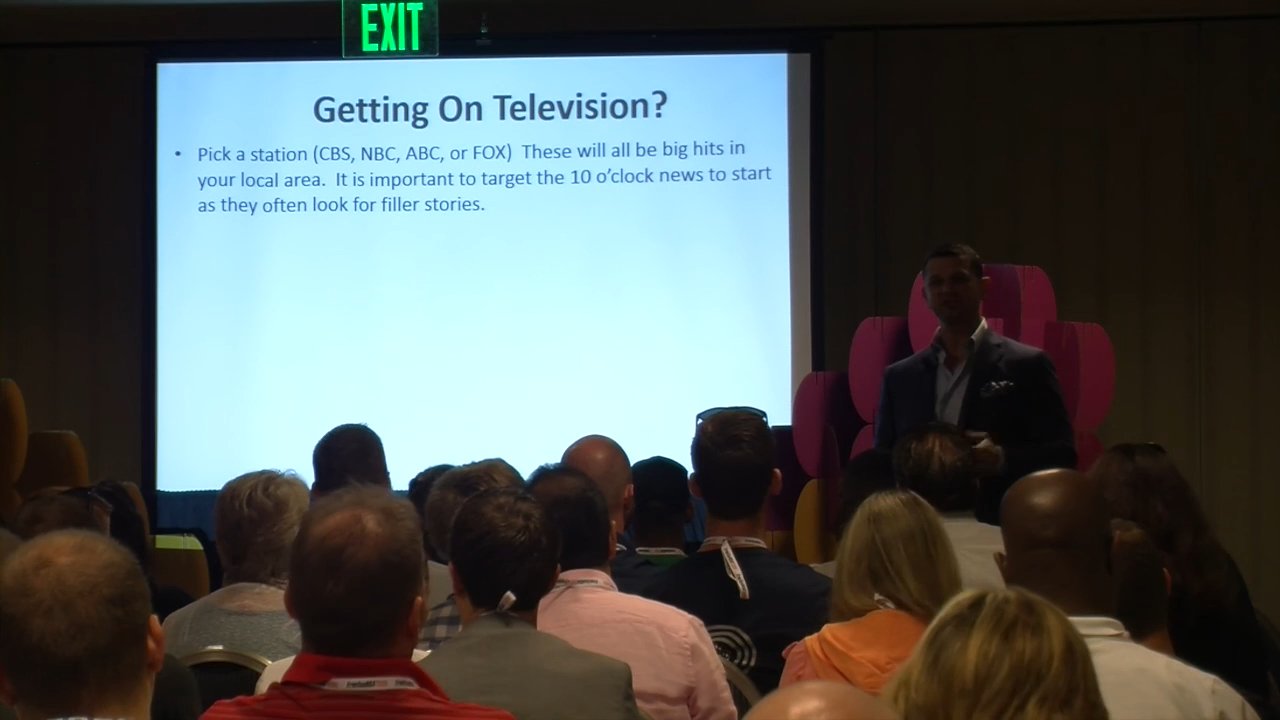 EXIT
Getting On Television?
• Pick a station (CBS, NBC, ABC, or FOX)  These will all be big hits in
your local area.  It is important to target the 10 o'clock news to start
as they often look for filler stories.